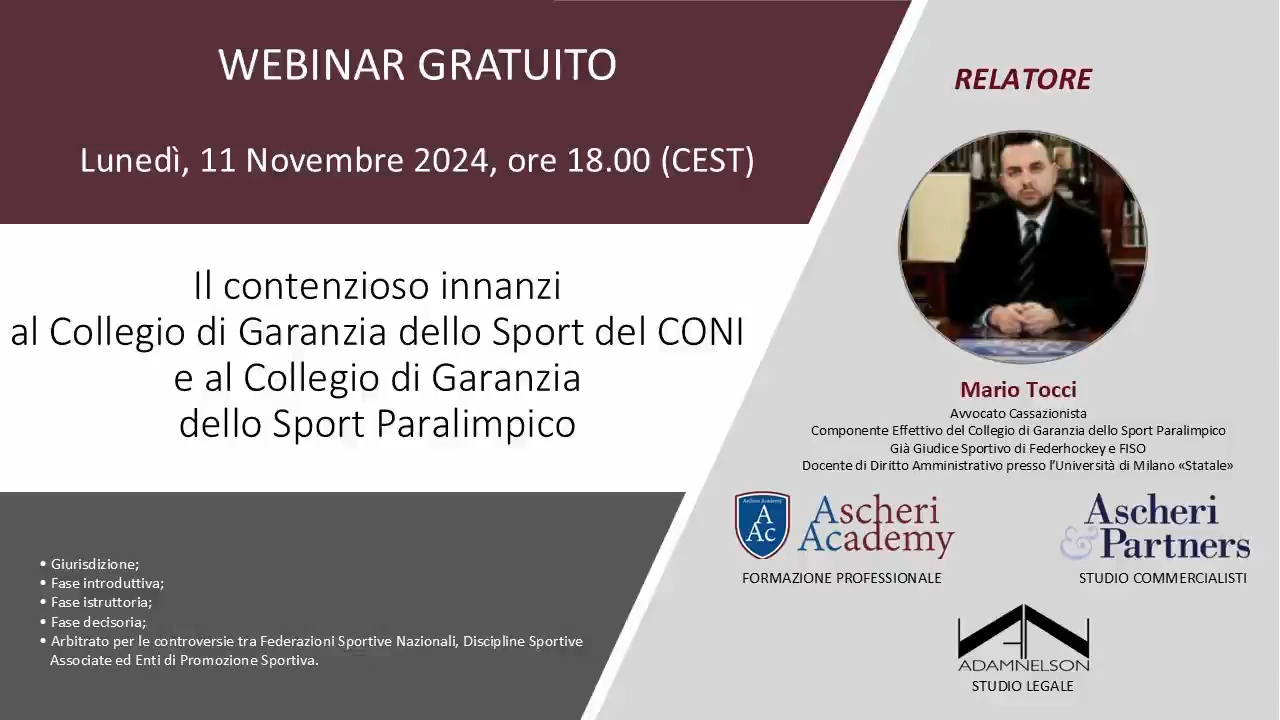 WEBINAR GRATUITO
Lunedì, 11 Novembre 2024, ore 18.00 (CEST)
Il contenzioso innanzi
al Collegio di Garanzia dello Sport del CONI
e al Collegio di Garanzia
dello Sport Paralimpico
• Giurisdizione;
• Fase introduttiva;
• Fase istruttoria;
• Fase decisoria;
• Arbitrato per le controversie tra Federazioni Sportive Nazionali, Discipline Sportive
Associate ed Enti di Promozione Sportiva.
RELATORE
Mario Tocci
Avvocato Cassazionista
Componente Effettivo del Collegio di Garanzia dello Sport Paralimpico
Già Giudice Sportivo di Federhockey e FISO
Docente di Diritto Amministrativo presso l'Università di Milano «Statale»
Ascheri Academy
A
Ac
Ascheri
Academy
FORMAZIONE PROFESSIONALE
Ascheri
& Partners
STUDIO COMMERCIALISTI
ADAMNELSON
STUDIO LEGALE